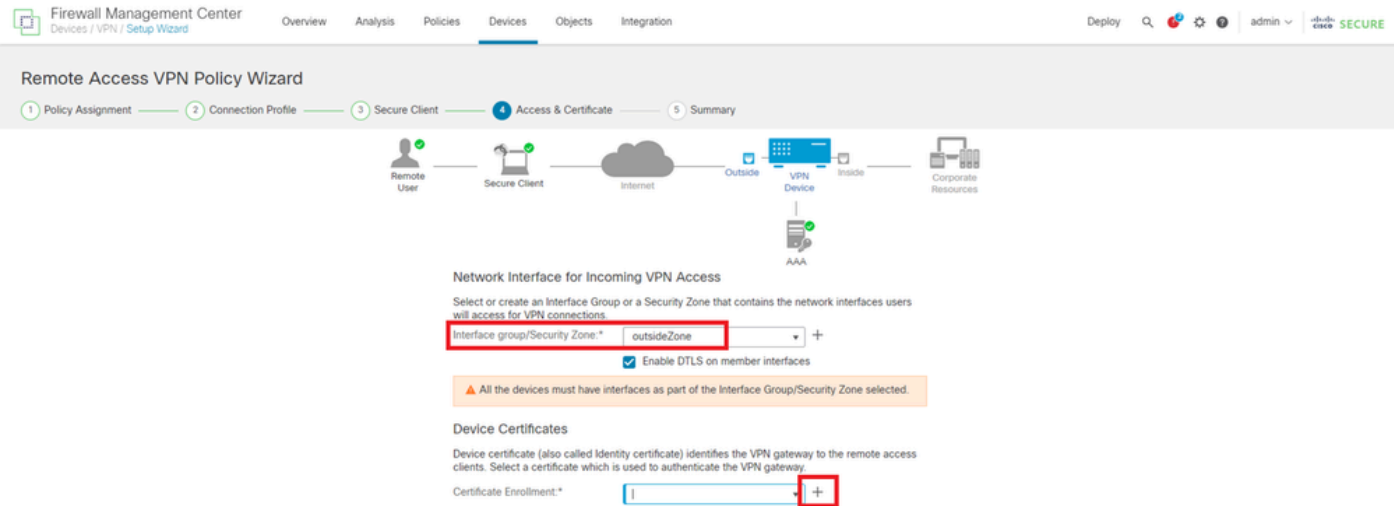 Firewall Management Center
Devices / VPN / Setup Wizard
Overview Analysis Policies Devices Objects Integration
Deploy admin cisco SECURE
Remote Access VPN Policy Wizard
1 Policy Assignment 2 Connection Profile 3 Secure Client 4 Access & Certificate 5 Summary
Remote User
Secure Client
Internet
Outside
VPN Device
Inside
Corporate Resources
AAA
Network Interface for Incoming VPN Access
Select or create an Interface Group or a Security Zone that contains the network interfaces users
will access for VPN connections.
Interface group/Security Zone:* outsideZone +
Enable DTLS on member interfaces
All the devices must have interfaces as part of the Interface Group/Security Zone selected.
Device Certificates
Device certificate (also called Identity certificate) identifies the VPN gateway to the remote access
clients. Select a certificate which is used to authenticate the VPN gateway.
Certificate Enrollment:* +